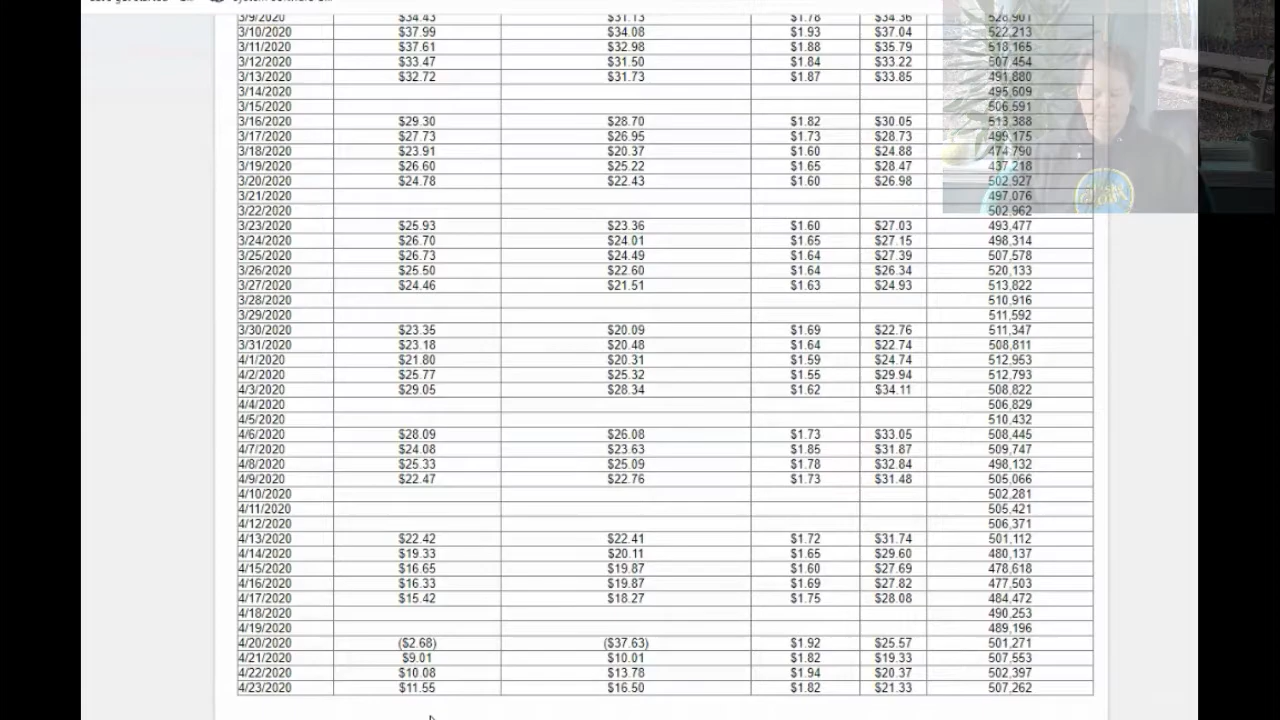 3/9/2020 $34.43 $31.13 $1.78 $34.36 528,901
3/10/2020 $37.99 $34.08 $1.93 $37.04 522,213
3/11/2020 $37.61 $32.98 $1.88 $35.79 518,165
3/12/2020 $33.47 $31.50 $1.84 $33.22 507,454
3/13/2020 $32.72 $31.73 $1.87 $33.85 491,880
3/14/2020 495,609
3/15/2020 506,591
3/16/2020 $29.30 $28.70 $1.82 $30.05 513,388
3/17/2020 $27.73 $26.95 $1.73 $28.73 499,175
3/18/2020 $23.91 $20.37 $1.60 $24.88 474,790
3/19/2020 $26.60 $25.22 $1.65 $28.47 437,218
3/20/2020 $24.78 $22.43 $1.60 $26.98 502,927
3/21/2020 497,076
3/22/2020 502,962
3/23/2020 $25.93 $23.36 $1.60 $27.03 493,477
3/24/2020 $26.70 $24.01 $1.65 $27.15 498,314
3/25/2020 $26.73 $24.49 $1.64 $27.39 507,578
3/26/2020 $25.50 $22.60 $1.64 $26.34 520,133
3/27/2020 $24.46 $21.51 $1.63 $24.93 513,822
3/28/2020 510,916
3/29/2020 511,592
3/30/2020 $23.35 $20.09 $1.69 $22.76 511,347
3/31/2020 $23.18 $20.48 $1.64 $22.74 508,811
4/1/2020 $21.80 $20.31 $1.59 $24.74 512,953
4/2/2020 $25.77 $25.32 $1.55 $29.94 512,793
4/3/2020 $29.05 $28.34 $1.62 $34.11 508,822
4/4/2020 506,829
4/5/2020 510,432
4/6/2020 $28.09 $26.08 $1.73 $33.05 508,445
4/7/2020 $24.08 $23.63 $1.85 $31.87 509,747
4/8/2020 $25.33 $25.09 $1.78 $32.84 498,132
4/9/2020 $22.47 $22.76 $1.73 $31.48 505,066
4/10/2020 502,281
4/11/2020 505,421
4/12/2020 506,371
4/13/2020 $22.42 $22.41 $1.72 $31.74 501,112
4/14/2020 $19.33 $20.11 $1.65 $29.60 480,137
4/15/2020 $16.65 $19.87 $1.60 $27.69 478,618
4/16/2020 $16.33 $19.87 $1.69 $27.82 477,503
4/17/2020 $15.42 $18.27 $1.75 $28.08 484,472
4/18/2020 490,253
4/19/2020 489,196
4/20/2020 ($2.68) ($37.63) $1.92 $25.57 501,271
4/21/2020 $9.01 $10.01 $1.82 $19.33 507,553
4/22/2020 $10.08 $13.78 $1.94 $20.37 502,397
4/23/2020 $11.55 $16.50 $1.82 $21.33 507,262